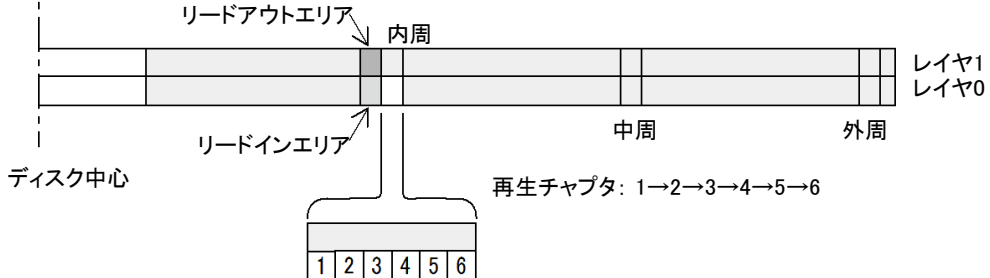 リードアウトエリア
内周
レイヤ1
レイヤ0
リードインエリア
中周
外周
ディスク中心
再生チャプタ: 1→2→3→4→5→6
1 2 3 4 5 6